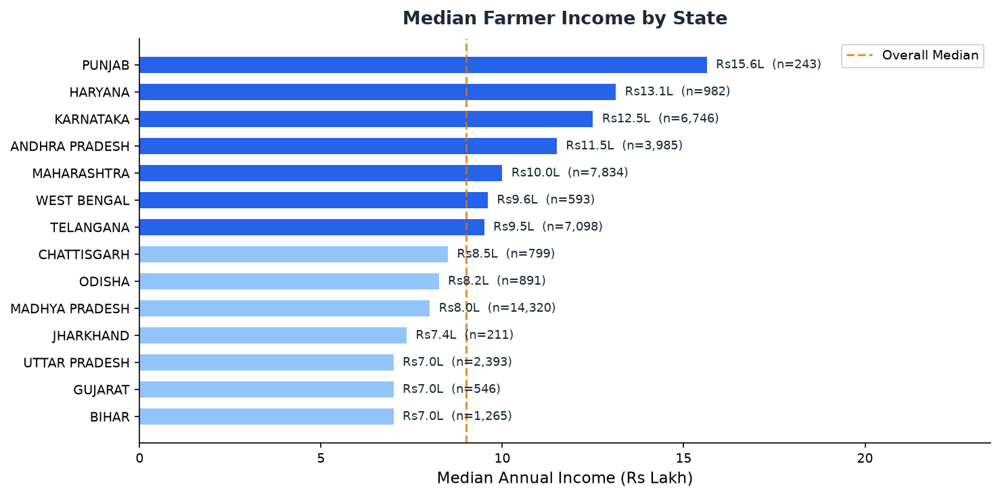 Median Farmer Income by State
Overall Median
PUNJAB Rs15.6L (n=243)
HARYANA Rs13.1L (n=982)
KARNATAKA Rs12.5L (n=6,746)
ANDHRA PRADESH Rs11.5L (n=3,985)
MAHARASHTRA Rs10.0L (n=7,834)
WEST BENGAL Rs9.6L (n=593)
TELANGANA Rs9.5L (n=7,098)
CHATTISGARH Rs8.5L (n=799)
ODISHA Rs8.2L (n=891)
MADHYA PRADESH Rs8.0L (n=14,320)
JHARKHAND Rs7.4L (n=211)
UTTAR PRADESH Rs7.0L (n=2,393)
GUJARAT Rs7.0L (n=546)
BIHAR Rs7.0L (n=1,265)
0 5 10 15 20
Median Annual Income (Rs Lakh)